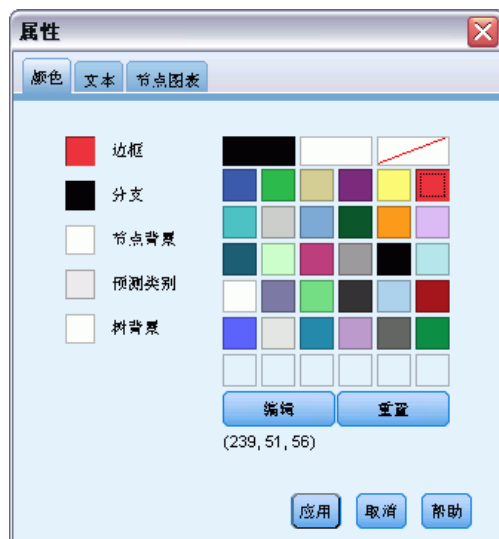 属性
颜色 文本 节点图表
边框
分支
节点背景
预测类别
树背景
编辑 重置
(239, 51, 56)
应用 取消 帮助